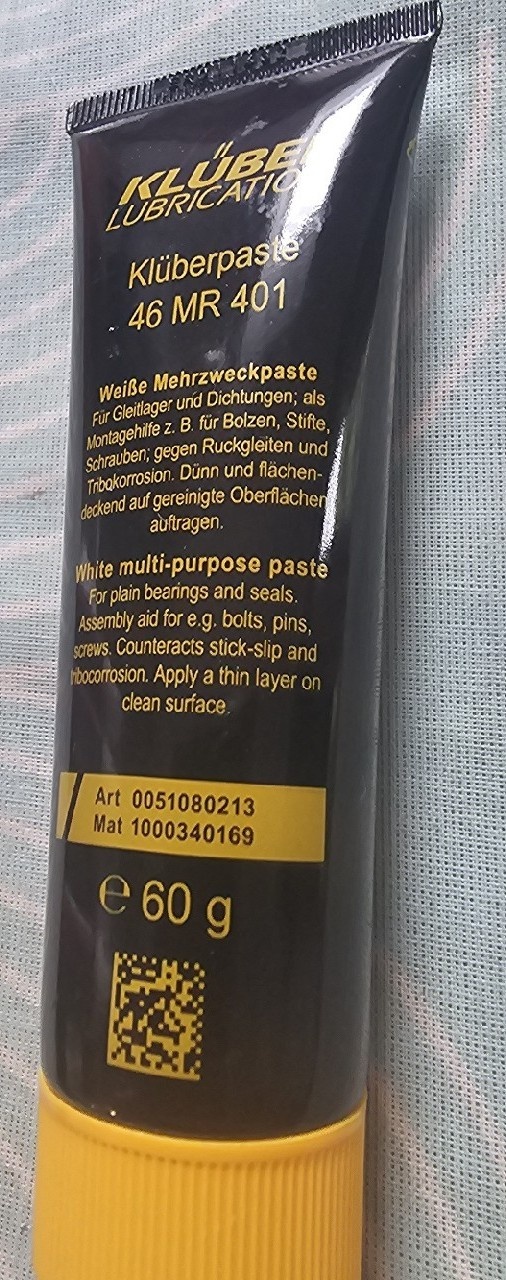 KLÜBE
LUBRICATIO
Klüberpaste
46 MR 401
Weiße Mehrzweckpaste
Für Gleitlager und Dichtungen; als
Montagehilfe z. B. für Bolzen, Stifte,
Schrauben; gegen Ruckgleiten und
Tribokorrosion. Dünn und flächen-
deckend auf gereinigte Oberflächen
auftragen.
White multi-purpose paste
For plain bearings and seals.
Assembly aid for e.g. bolts, pins,
screws. Counteracts stick-slip and
tribocorrosion. Apply a thin layer on
clean surface.
Art 0051080213
Mat 1000340169
℮ 60 g